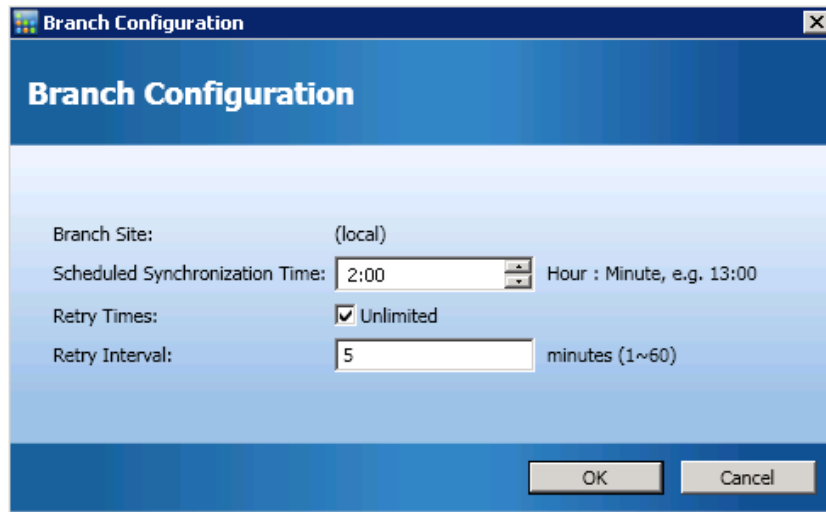 Branch Configuration
Branch Configuration
Branch Site: (local)
Scheduled Synchronization Time: 2:00 Hour : Minute, e.g. 13:00
Retry Times: Unlimited
Retry Interval: 5 minutes (1~60)
OK Cancel